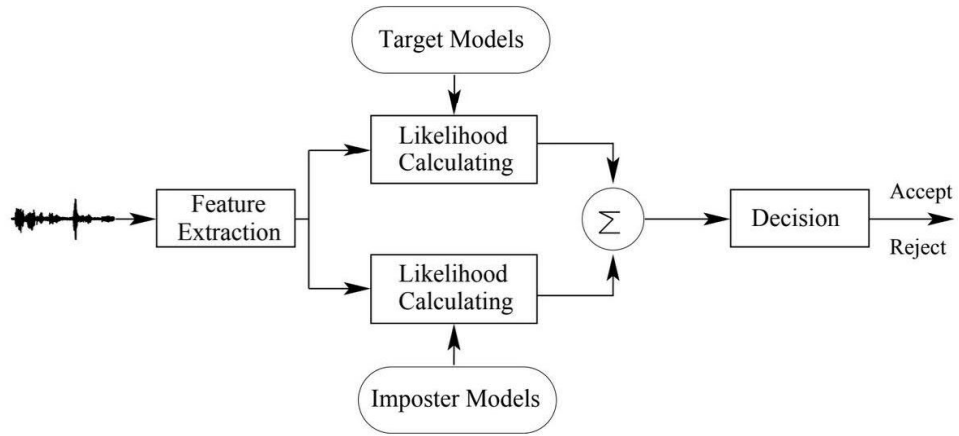 Target Models
Likelihood
Calculating
Feature
Extraction
Σ
Decision
Accept
Reject
Likelihood
Calculating
Imposter Models